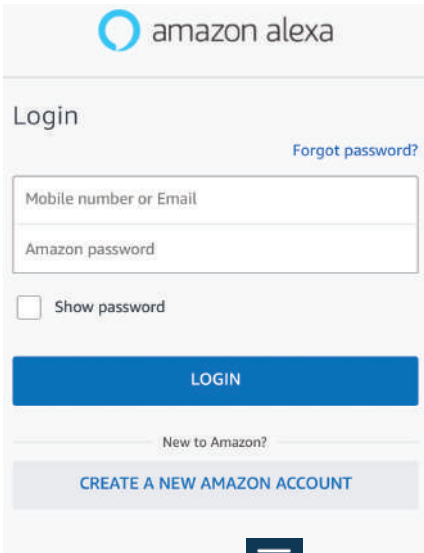 amazon alexa
Login
Forgot password?
Mobile number or Email
Amazon password
Show password
LOGIN
New to Amazon?
CREATE A NEW AMAZON ACCOUNT